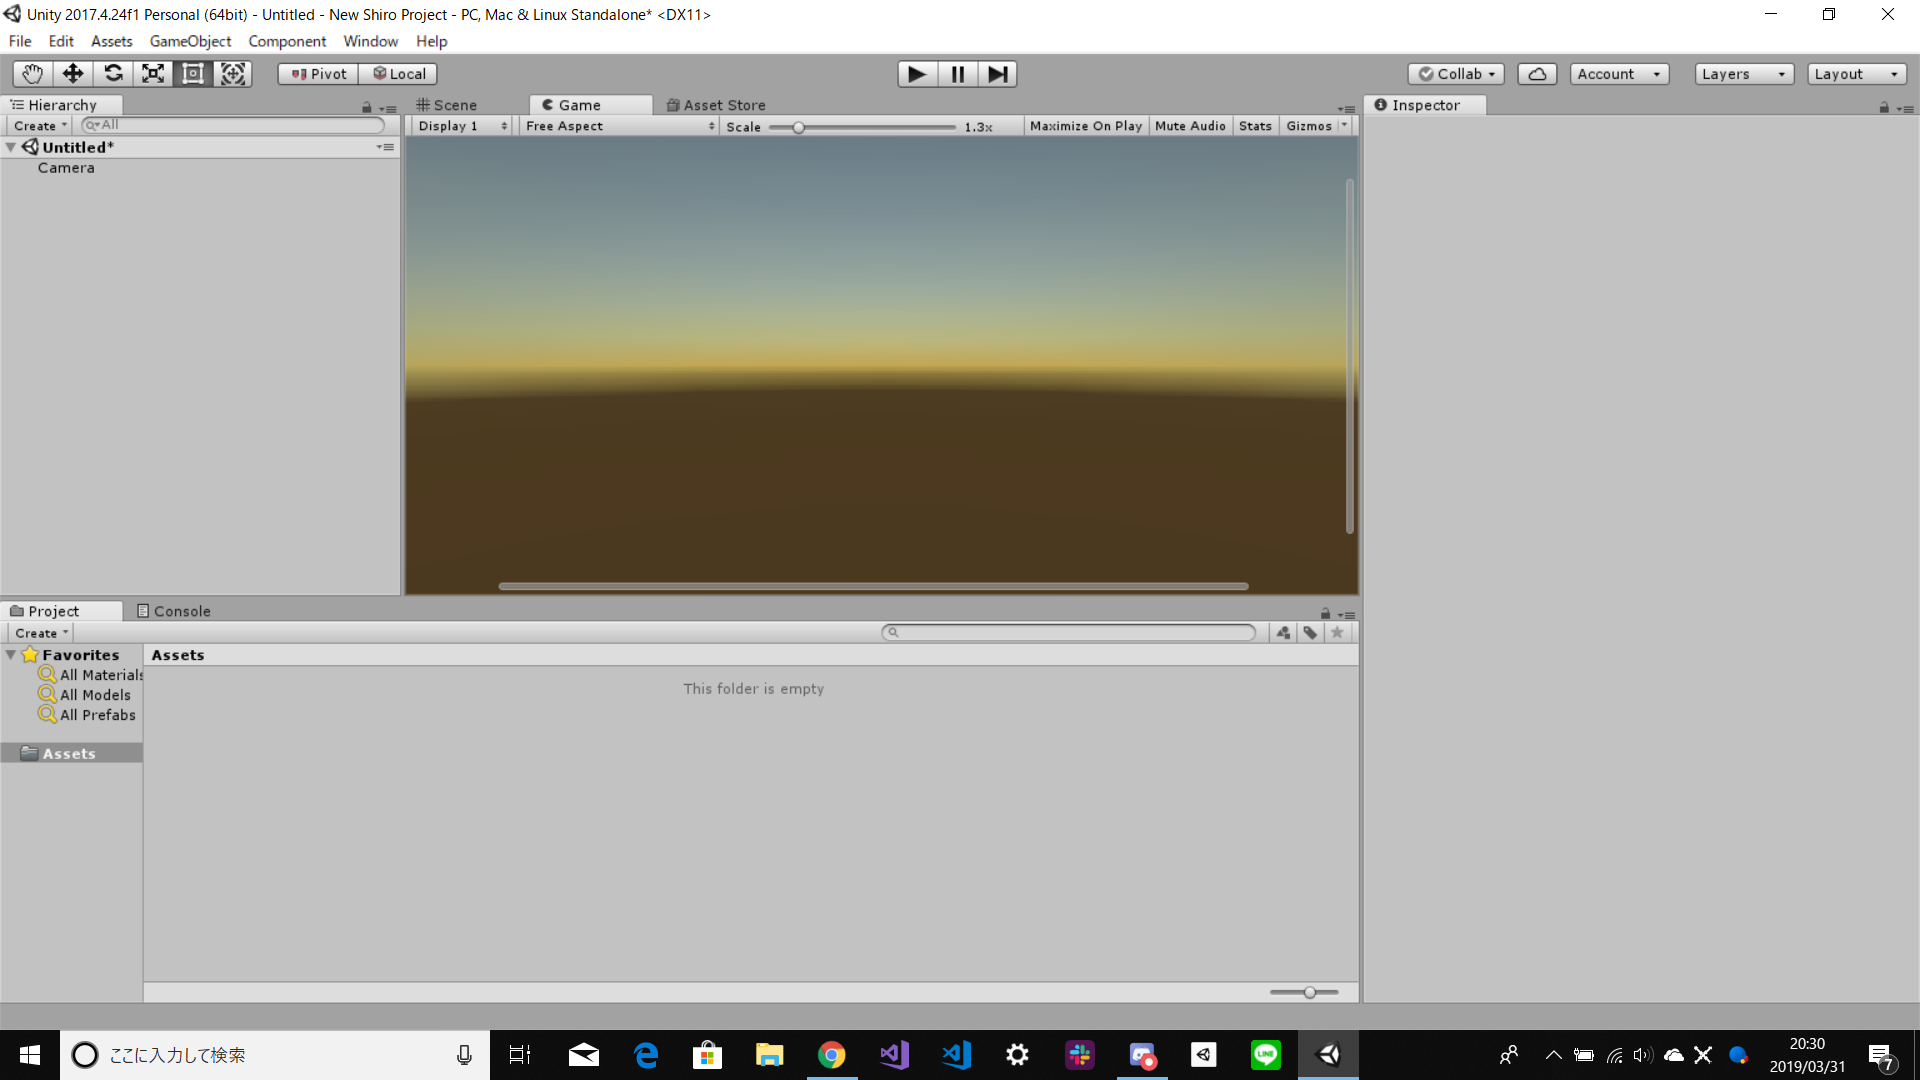 Unity 2017.4.24f1 Personal (64bit) - Untitled - New Shiro Project - PC, Mac & Linux Standalone* <DX11>
File Edit Assets GameObject Component Window Help
Pivot Local Collab Account Layers Layout
Hierarchy Scene Game Asset Store Inspector
Create All Display 1 Free Aspect Scale 1.3x Maximize On Play Mute Audio Stats Gizmos
Untitled*
Camera
Project Console
Create
Favorites Assets
All Materials This folder is empty
All Models
All Prefabs
Assets
ここに入力して検索
LINE
20:30
2019/03/31
7